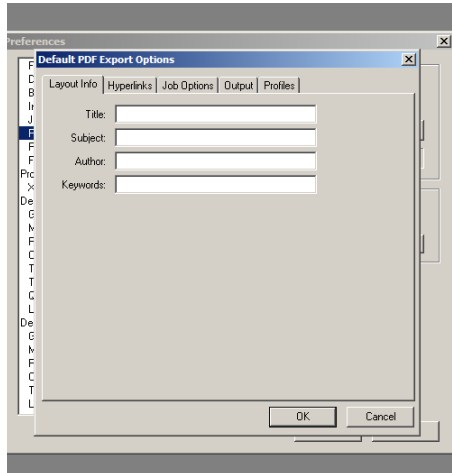 Preferences
Default PDF Export Options
Layout Info Hyperlinks Job Options Output Profiles
Title:
Subject:
Author:
Keywords:
OK Cancel